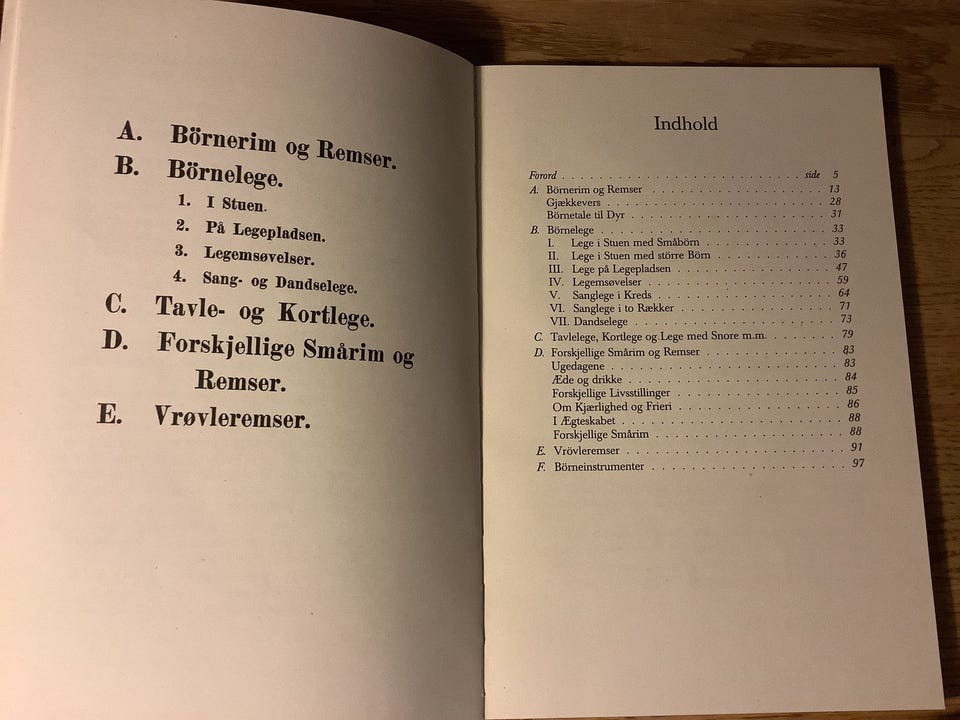 A. Börnerim og Remser.
B. Börnelege.
1. I Stuen.
2. På Legepladsen.
3. Legemsøvelser.
4. Sang- og Dandselege.
C. Tavle- og Kortlege.
D. Forskjellige Smårim og
Remser.
E. Vrøvleremser.
Indhold
Forord . . . . . . . . . . . . . . . . . . . . . . . . . . . . side 5
A. Börnerim og Remser . . . . . . . . . . . . . . . . . . . . 13
Gjækkevers . . . . . . . . . . . . . . . . . . . . . . . . 28
Börnetale til Dyr . . . . . . . . . . . . . . . . . . . . . 31
B. Börnelege . . . . . . . . . . . . . . . . . . . . . . . . . 33
I. Lege i Stuen med Småbörn . . . . . . . . . . . . . . . 33
II. Lege i Stuen med större Börn . . . . . . . . . . . . . 36
III. Lege på Legepladsen . . . . . . . . . . . . . . . . . 47
IV. Legemsøvelser . . . . . . . . . . . . . . . . . . . . 59
V. Sanglege i Kreds . . . . . . . . . . . . . . . . . . . 64
VI. Sanglege i to Rækker . . . . . . . . . . . . . . . . . 71
VII. Dandselege . . . . . . . . . . . . . . . . . . . . . 73
C. Tavlelege, Kortlege og Lege med Snore m.m. . . . . . . . . 79
D. Forskjellige Smårim og Remser . . . . . . . . . . . . . . . 83
Ugedagene . . . . . . . . . . . . . . . . . . . . . . . . 83
Æde og drikke . . . . . . . . . . . . . . . . . . . . . . 84
Forskjellige Livsstillinger . . . . . . . . . . . . . . . . 85
Om Kjærlighed og Frieri . . . . . . . . . . . . . . . . . . 86
I Ægteskabet . . . . . . . . . . . . . . . . . . . . . . . 88
Forskjellige Smårim . . . . . . . . . . . . . . . . . . . . 88
E. Vrövleremser . . . . . . . . . . . . . . . . . . . . . . . 91
F. Börneinstrumenter . . . . . . . . . . . . . . . . . . . . . 97